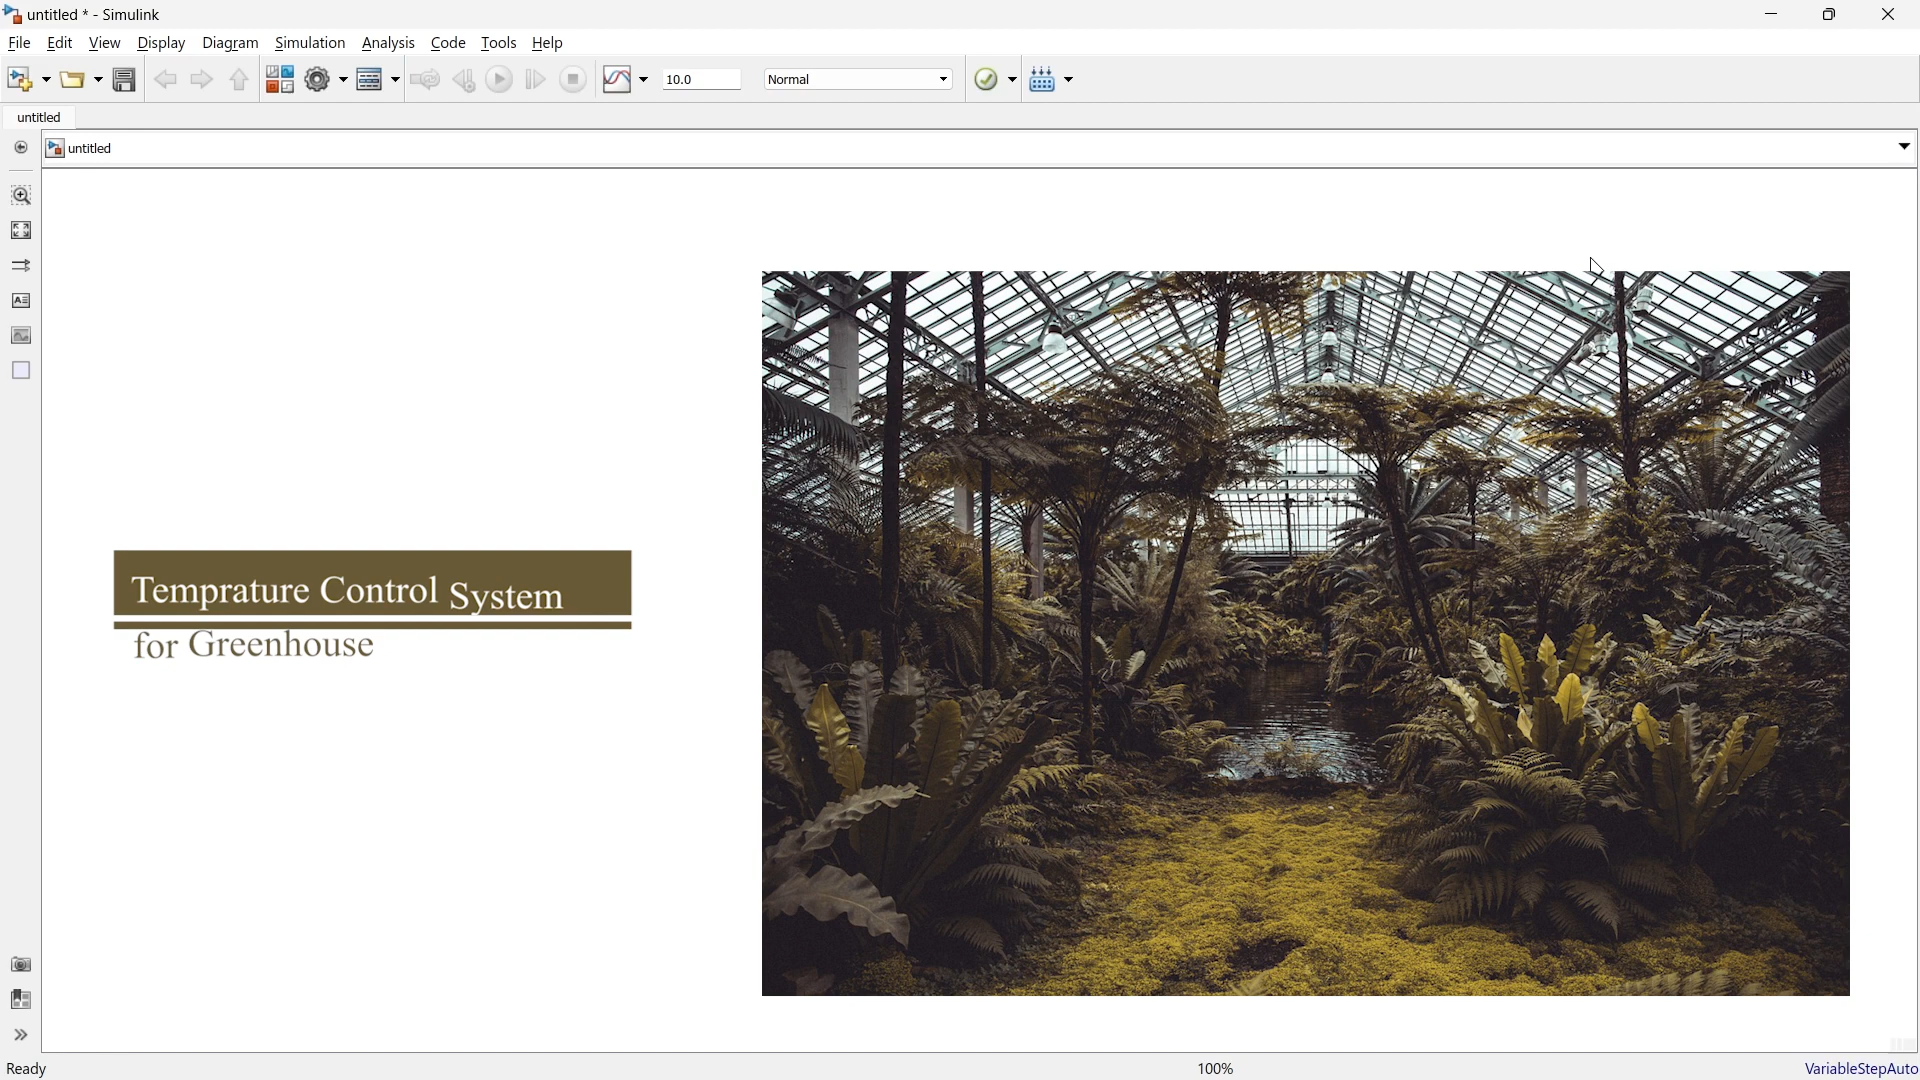 untitled * - Simulink
File Edit View Display Diagram Simulation Analysis Code Tools Help
10.0 Normal
untitled
untitled
Temprature Control System
for Greenhouse
Ready 100% VariableStepAuto